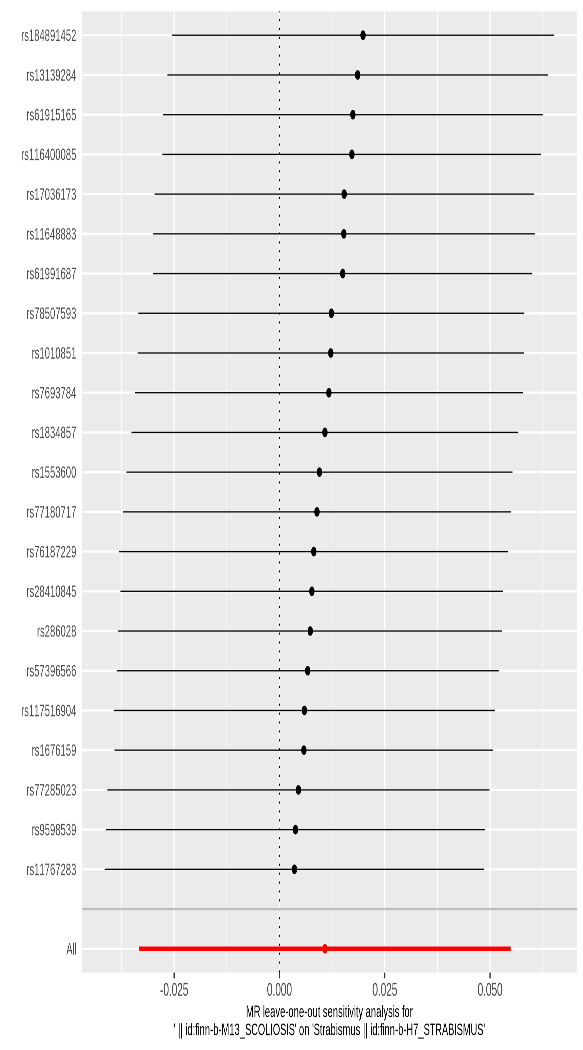 rs184891452
rs13139284
rs61915165
rs116400085
rs17036173
rs11648883
rs61991687
rs78507593
rs1010851
rs7693784
rs1834857
rs1553600
rs77180717
rs76187229
rs28410845
rs286028
rs57396566
rs117516904
rs1676159
rs77285023
rs9598539
rs11767283
All
-0.025 0.000 0.025 0.050
MR leave-one-out sensitivity analysis for
' || id:finn-b-M13_SCOLIOSIS' on 'Strabismus || id:finn-b-H7_STRABISMUS'